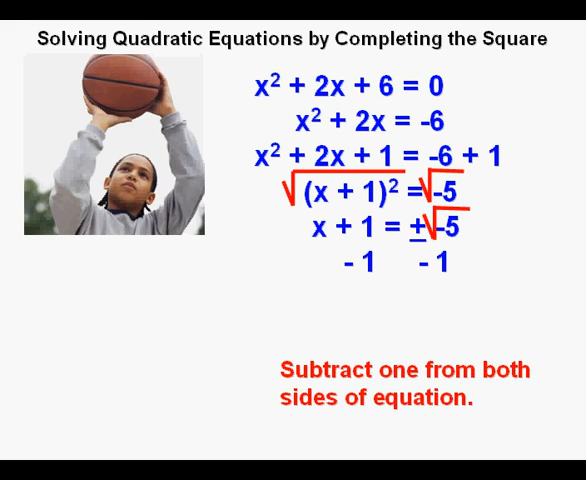 Solving Quadratic Equations by Completing the Square
x² + 2x + 6 = 0
x² + 2x = -6
x² + 2x + 1 = -6 + 1
√(x + 1)² = √-5
x + 1 = ±√-5
- 1 - 1
Subtract one from both
sides of equation.